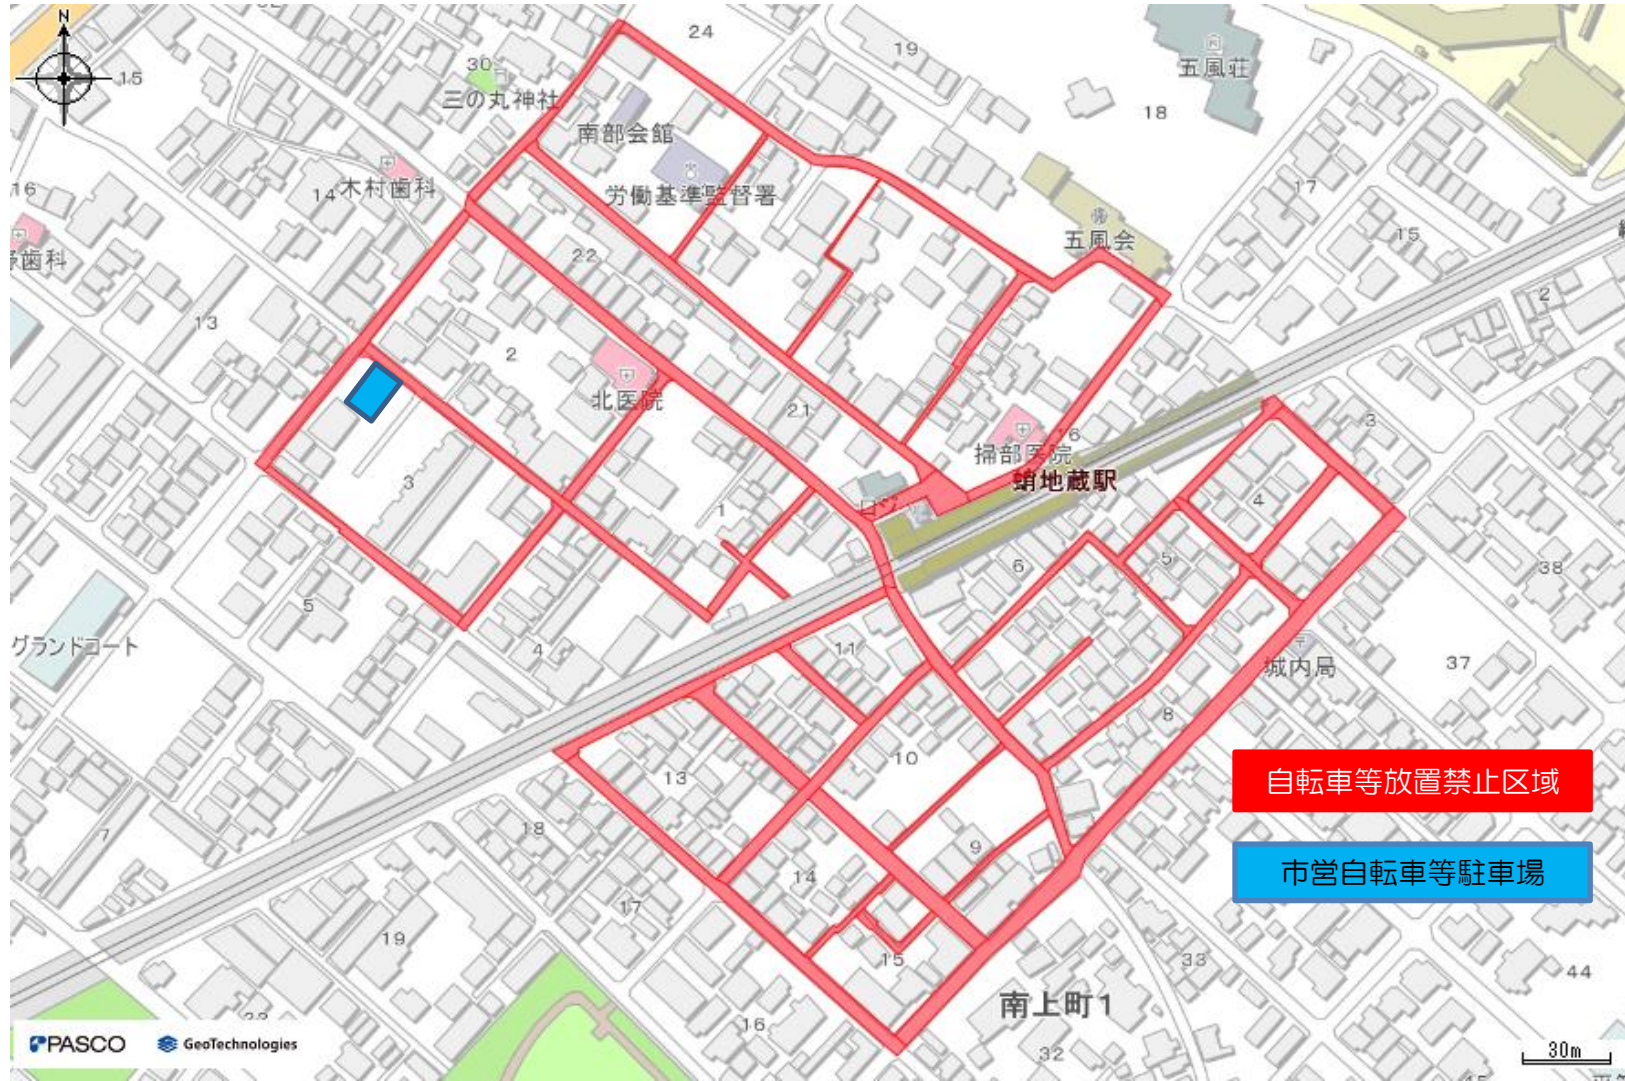 N
24
19
五風荘
30
15
三の丸神社
18
南部会館
木村歯科
14
16
労働基準監督署
17
五風会
15
歯科
22
2
13
2
北医院
21
3
掃部医院
16
蛸地蔵駅
3
4
1
6
5
38
5
グランドコート
4
11
城内局
37
8
10
13
自転車等放置禁止区域
7
18
9
14
市営自転車等駐車場
17
19
15
33
44
南上町1
16
32
PASCO
GeoTechnologies
30m